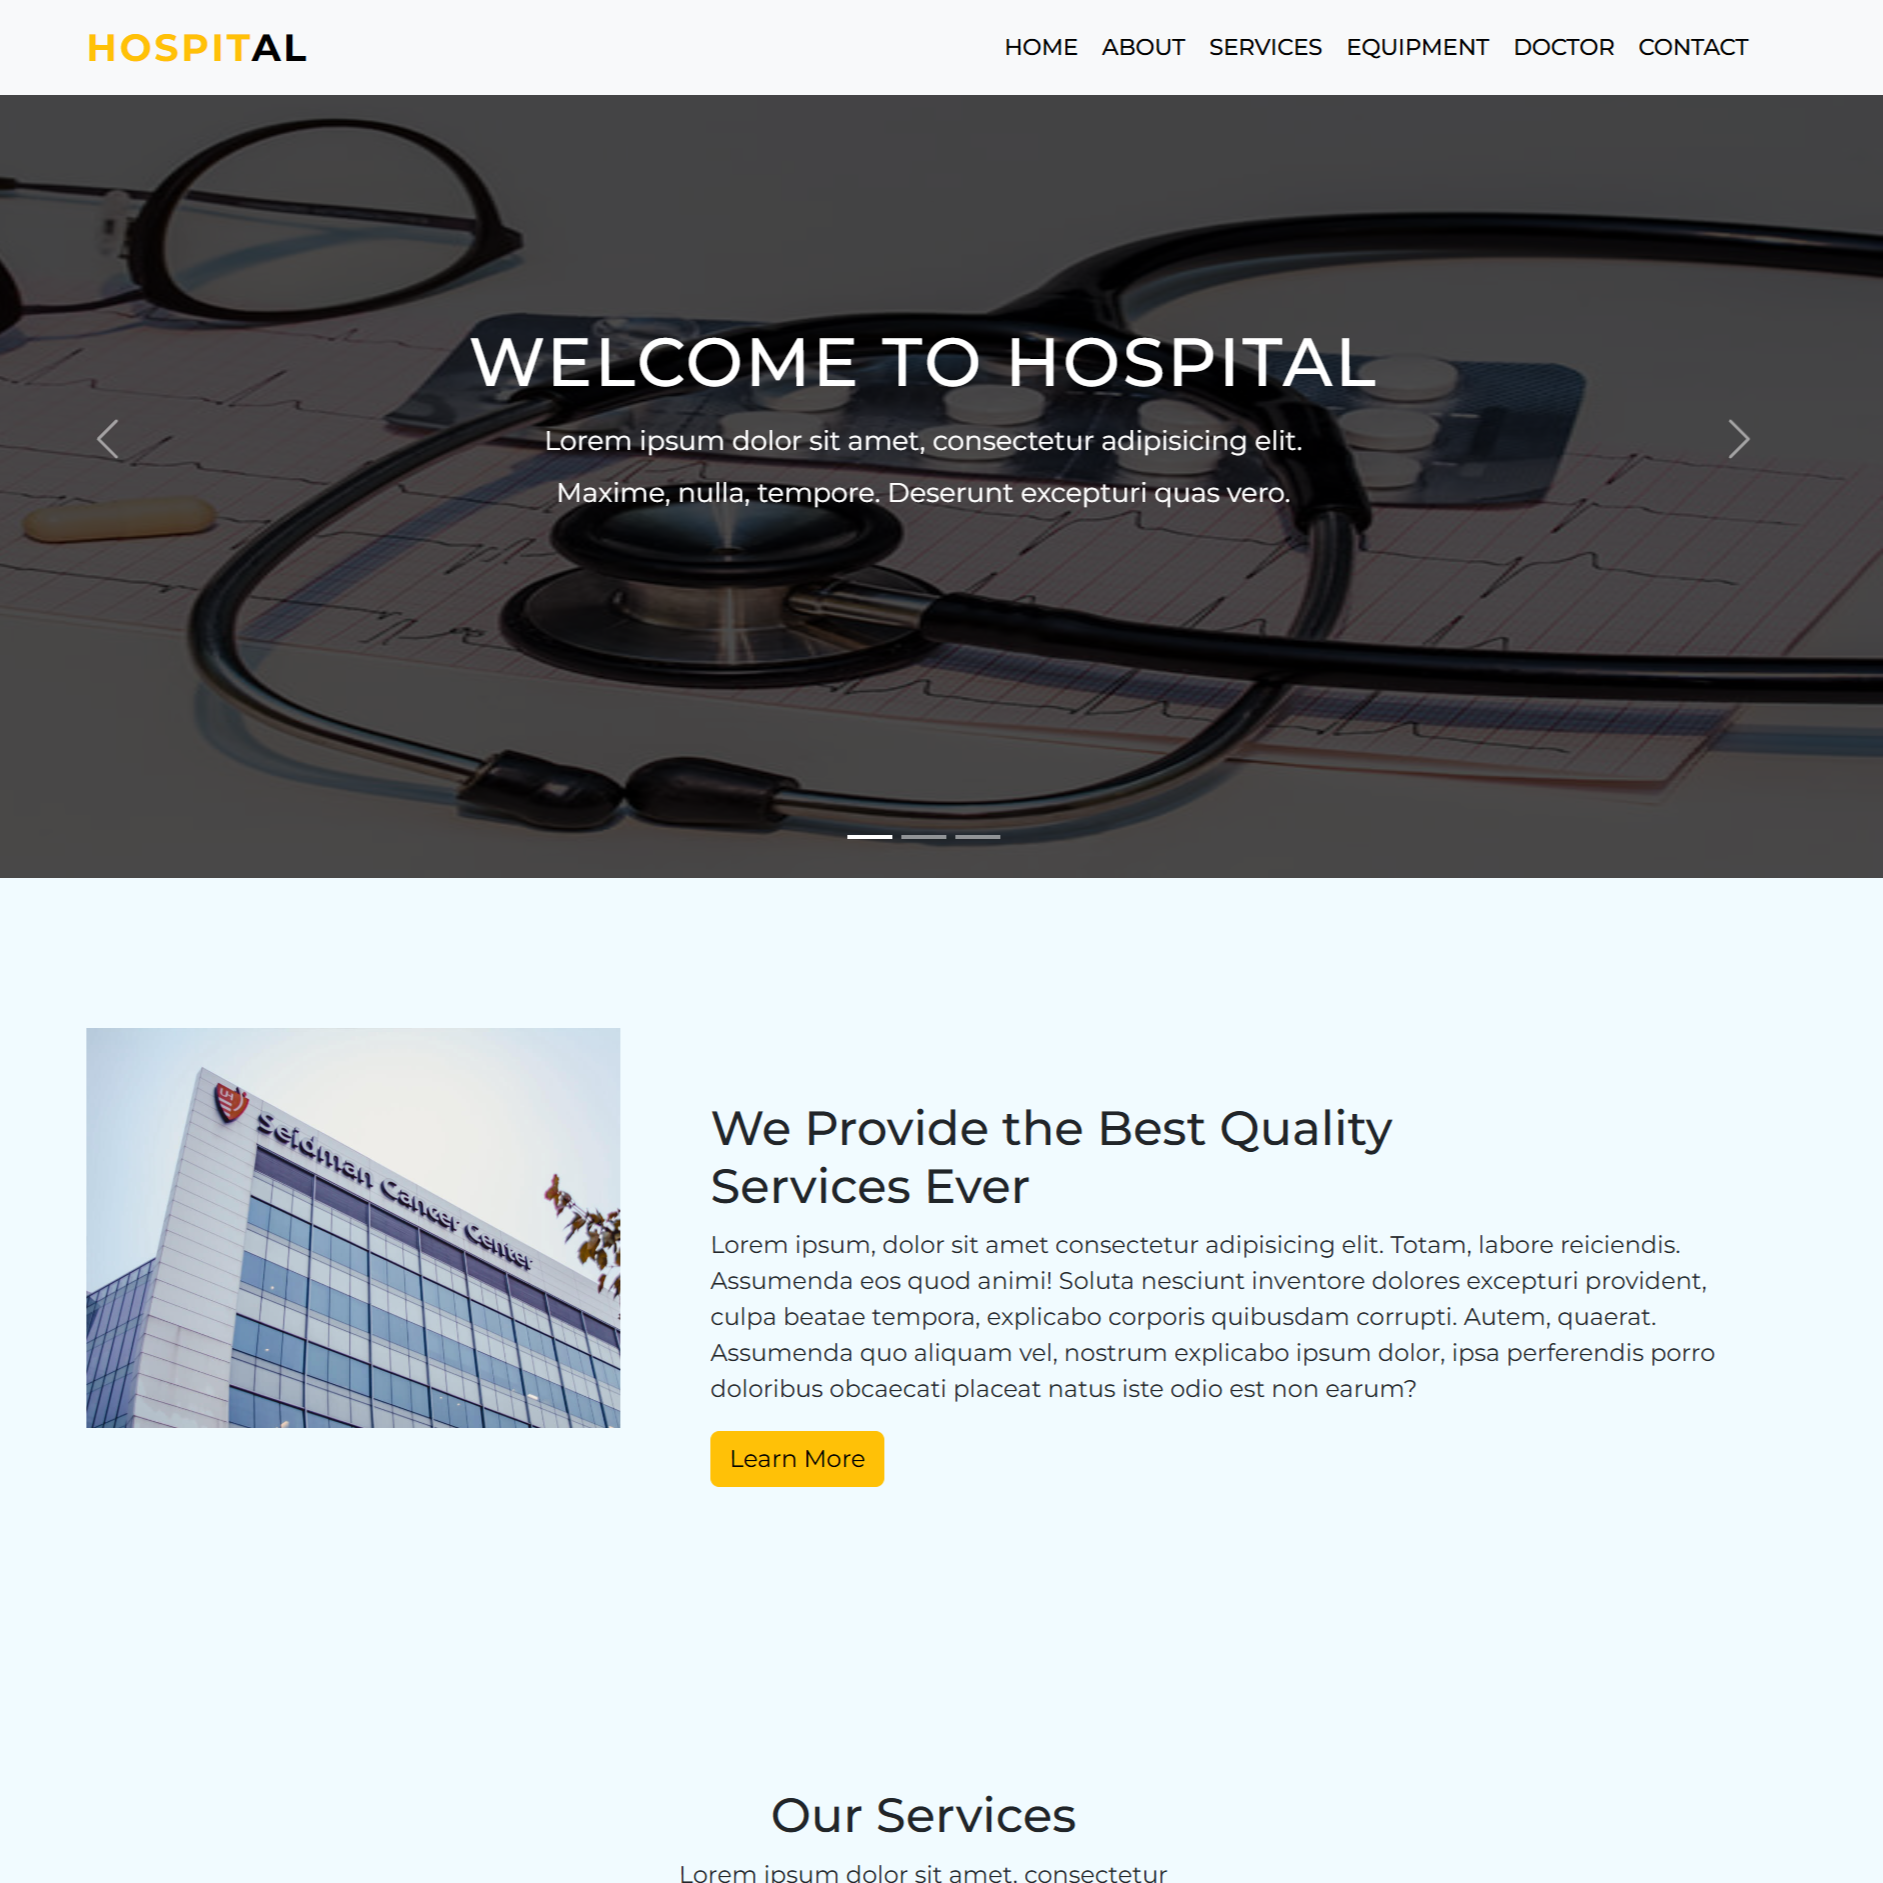 HOSPITAL
HOME ABOUT SERVICES EQUIPMENT DOCTOR CONTACT
WELCOME TO HOSPITAL
Lorem ipsum dolor sit amet, consectetur adipisicing elit.
Maxime, nulla, tempore. Deserunt excepturi quas vero.
Seidman Cancer Center
We Provide the Best Quality
Services Ever
Lorem ipsum, dolor sit amet consectetur adipisicing elit. Totam, labore reiciendis.
Assumenda eos quod animi! Soluta nesciunt inventore dolores excepturi provident,
culpa beatae tempora, explicabo corporis quibusdam corrupti. Autem, quaerat.
Assumenda quo aliquam vel, nostrum explicabo ipsum dolor, ipsa perferendis porro
doloribus obcaecati placeat natus iste odio est non earum?
Learn More
Our Services
Lorem ipsum dolor sit amet, consectetur